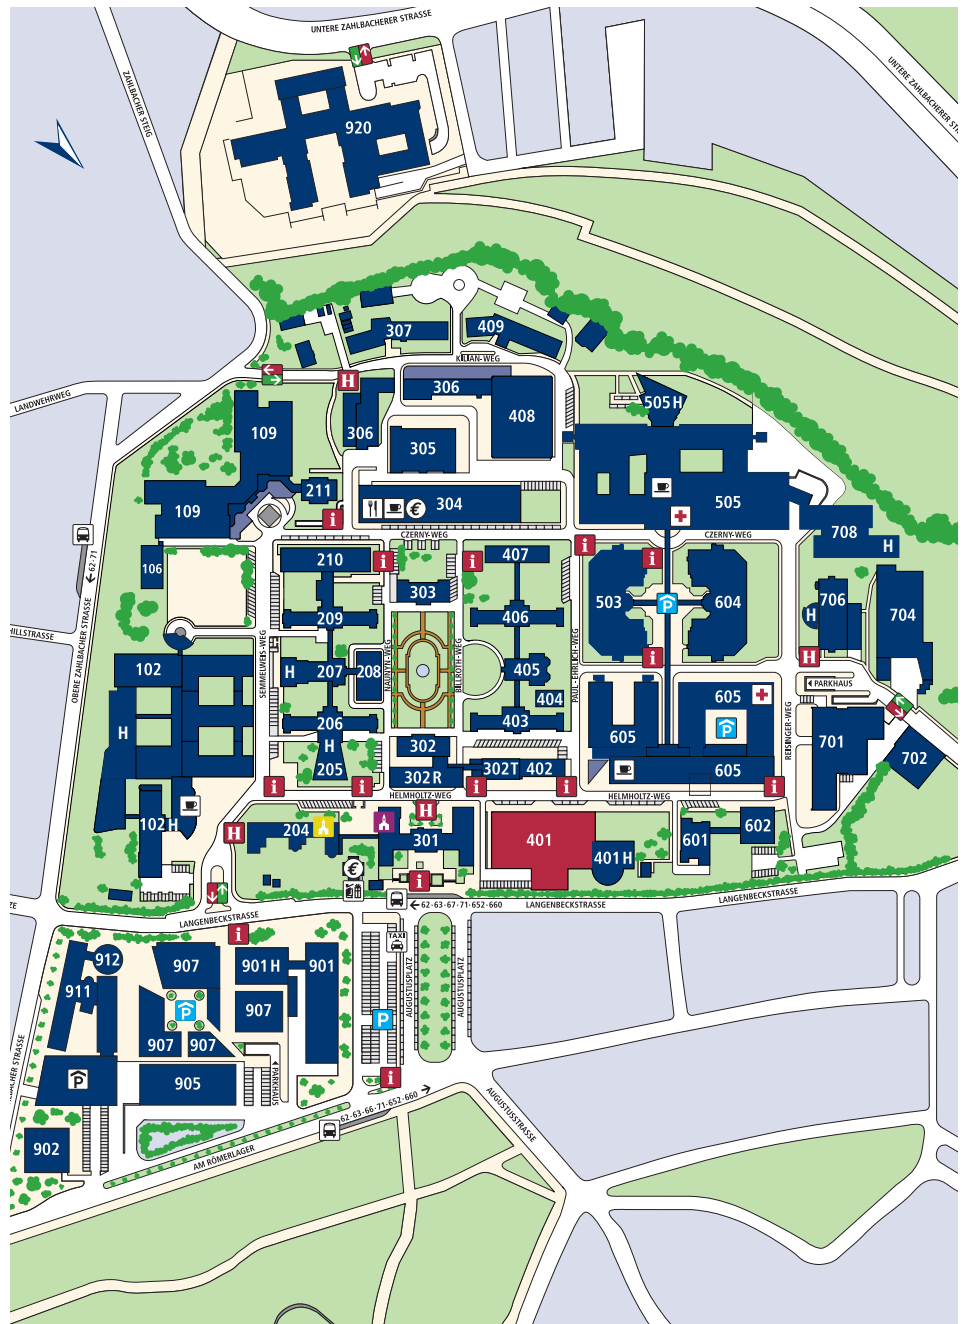 UNTERE ZAHLBACHER STRASSE
UNTERE ZAHLBACHERER STR
ZAHLBACHER STEIG
920
307
409
KILIAN-WEG
H
306
306
408
505 H
LANDWEHRWEG
109
305
211
505
304
€
i
109
CZERNY-WEG
CZERNY-WEG
708
H
62-71
407
i
i
i
i
210
106
303
503
P
604
706
H
704
HILLSTRASSE
OBERE ZAHLBACHER STRASSE
209
406
SEMMELWEIS-WEG
NAUNYN-WEG
BILLROTH-WEG
PAUL-EHRLICH-WEG
102
H
207
208
405
404
i
H
PARKHAUS
605
H
206
403
605
P
REISINGER-WEG
701
702
H
205
302
302 R
302T
402
605
i
i
i
i
i
HELMHOLTZ-WEG
HELMHOLTZ-WEG
102 H
H
204
H
301
401
401 H
601
602
€
i
62-63-67-71-652-660
LANGENBECKSTRASSE
LANGENBECKSTRASSE
ZE
LANGENBECKSTRASSE
i
TAXI
912
907
901 H
901
911
P
907
907
907
AUGUSTUSPLATZ
AUGUSTUSPLATZ
P
BACHER STRASSE
P
905
PARKHAUS
i
62-63-66-71-652-660
AUGUSTUSSTRASSE
902
AM RÖMERLAGER